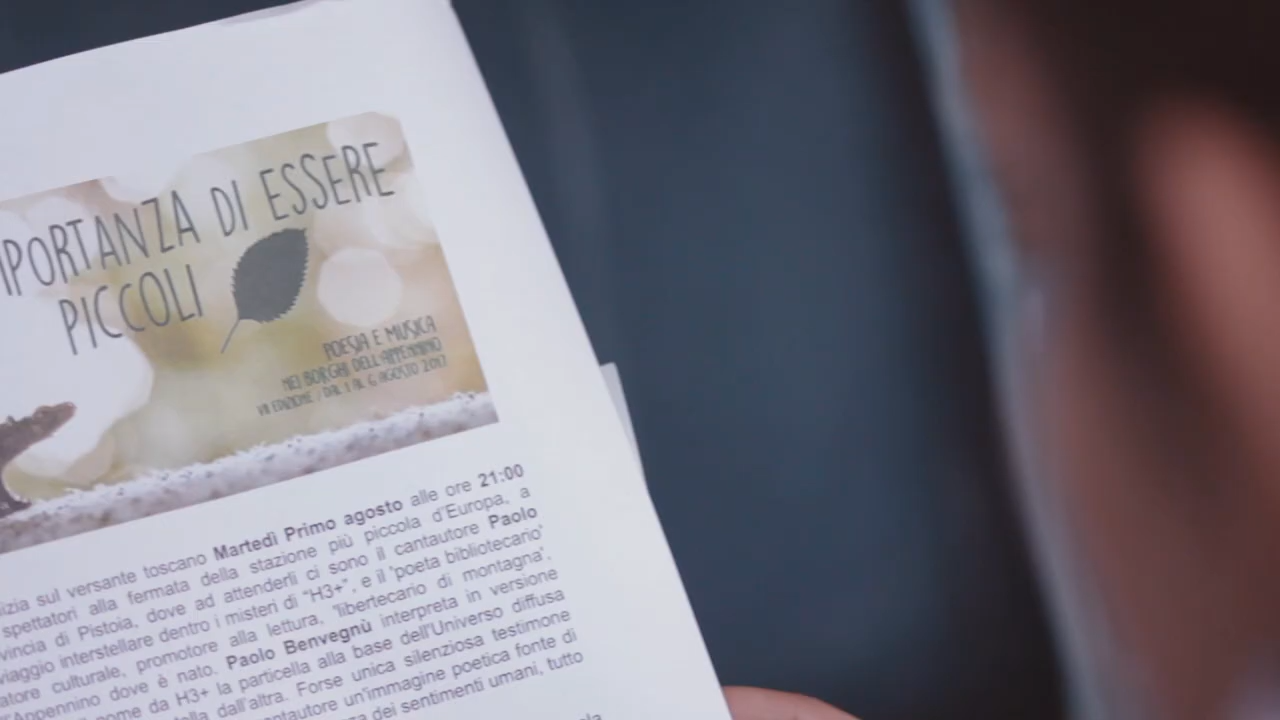 PORTANZA DI ESSERE
PICCOLI
POESIA E MUSICA
NEI BORGHI DELL'APPENNINO
VII EDIZIONE / DAL 1 AL 6 AGOSTO 2017
izia sul versante toscano Martedì Primo agosto alle ore 21:00
spettatori alla fermata della stazione più piccola d'Europa, a
vincia di Pistoia, dove ad attenderli ci sono il cantautore Paolo
viaggio interstellare dentro i misteri di "H3+", e il "poeta bibliotecario"
atore culturale, promotore alla lettura, "libertecario di montagna",
l'Appennino dove è nato. Paolo Benvegnù interpreta in versione
nome da H3+ la particella alla base dell'Universo diffusa
dall'altra. Forse unica silenziosa testimone
cantautore un'immagine poetica fonte di
dei sentimenti umani, tutto